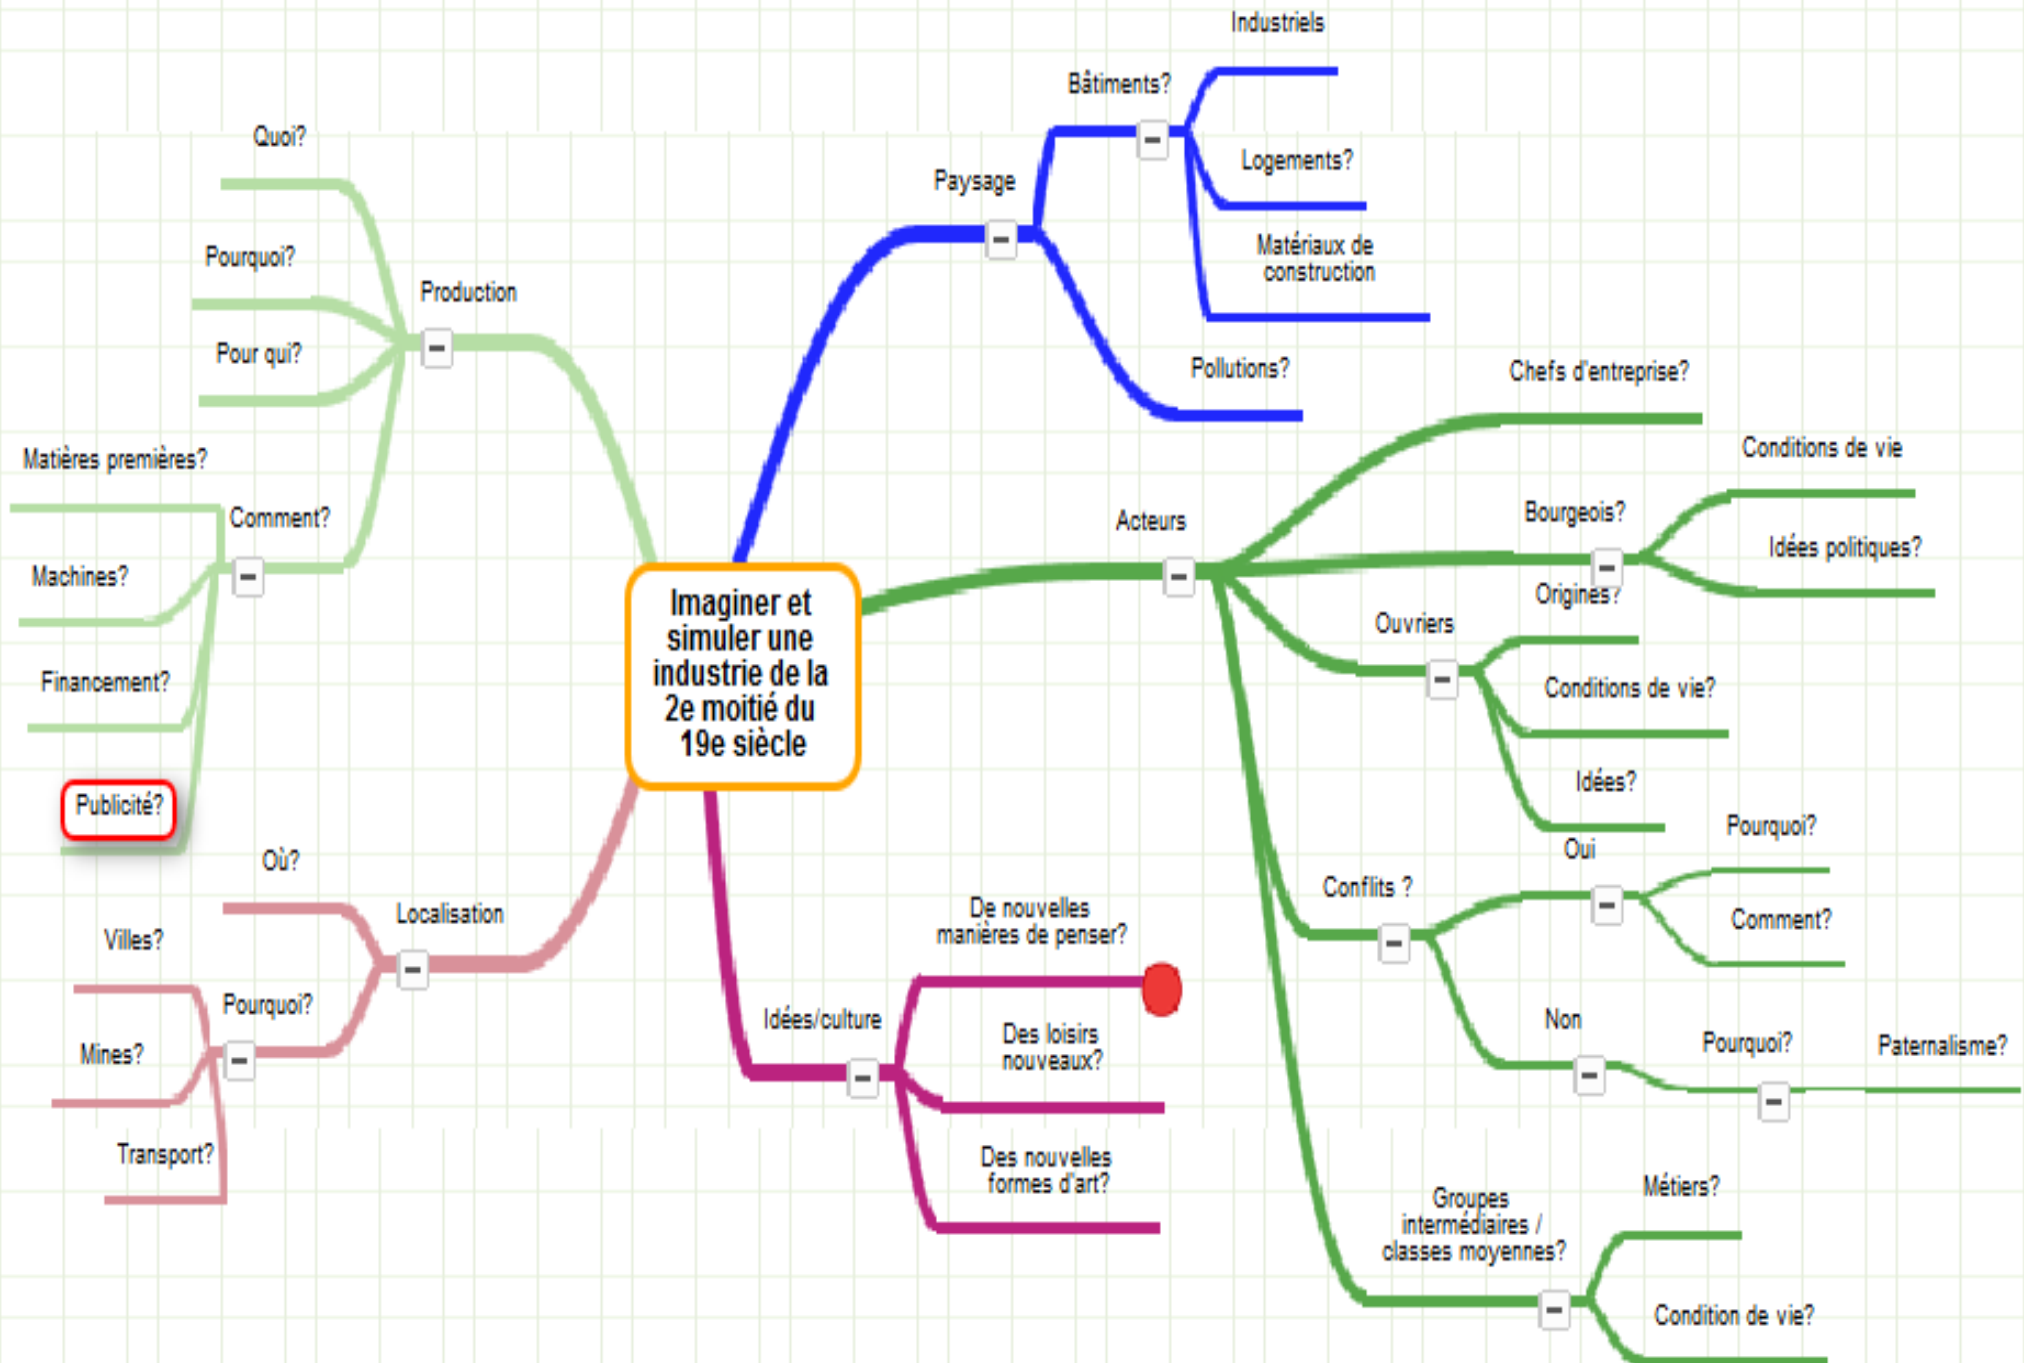 Imaginer et
simuler une
industrie de la
2e moitié du
19e siècle
Paysage
Bâtiments?
Industriels
Logements?
Matériaux de
construction
Pollutions?
Acteurs
Chefs d'entreprise?
Bourgeois?
Conditions de vie
Idées politiques?
Ouvriers
Origines?
Conditions de vie?
Idées?
Conflits ?
Oui
Pourquoi?
Comment?
Non
Pourquoi?
Paternalisme?
Groupes
intermédiaires /
classes moyennes?
Métiers?
Condition de vie?
Idées/culture
De nouvelles
manières de penser?
Des loisirs
nouveaux?
Des nouvelles
formes d'art?
Localisation
Où?
Pourquoi?
Villes?
Mines?
Transport?
Production
Quoi?
Pourquoi?
Pour qui?
Comment?
Matières premières?
Machines?
Financement?
Publicité?